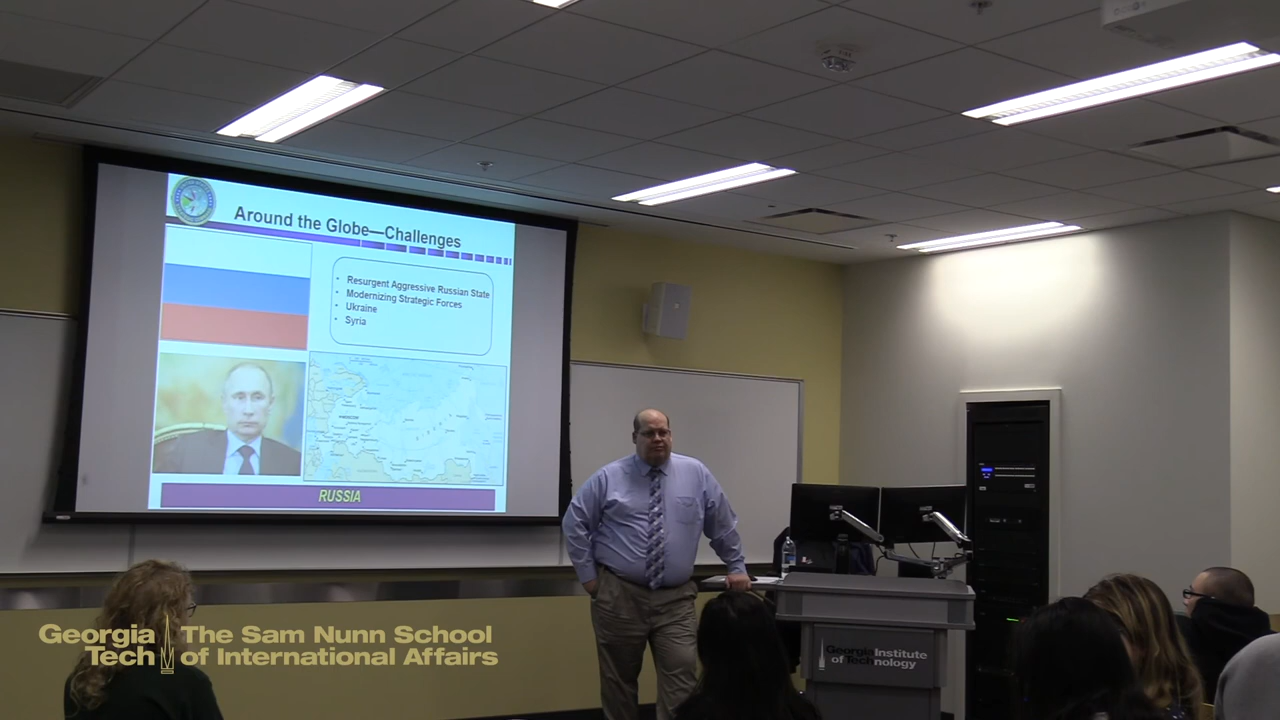 Around the Globe—Challenges
• Resurgent Aggressive Russian State
• Modernizing Strategic Forces
• Ukraine
• Syria
RUSSIA
Georgia Institute
of Technology
Georgia Tech
The Sam Nunn School
of International Affairs